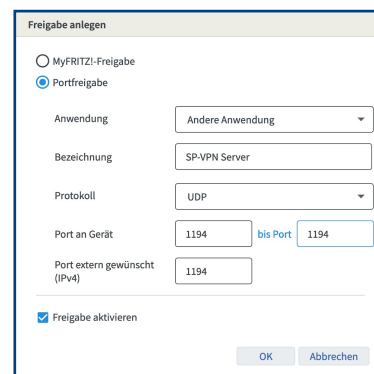 Freigabe anlegen
MyFRITZ!-Freigabe
Portfreigabe
Anwendung Andere Anwendung
Bezeichnung SP-VPN Server
Protokoll UDP
Port an Gerät 1194 bis Port 1194
Port extern gewünscht 1194
(IPv4)
Freigabe aktivieren
OK Abbrechen